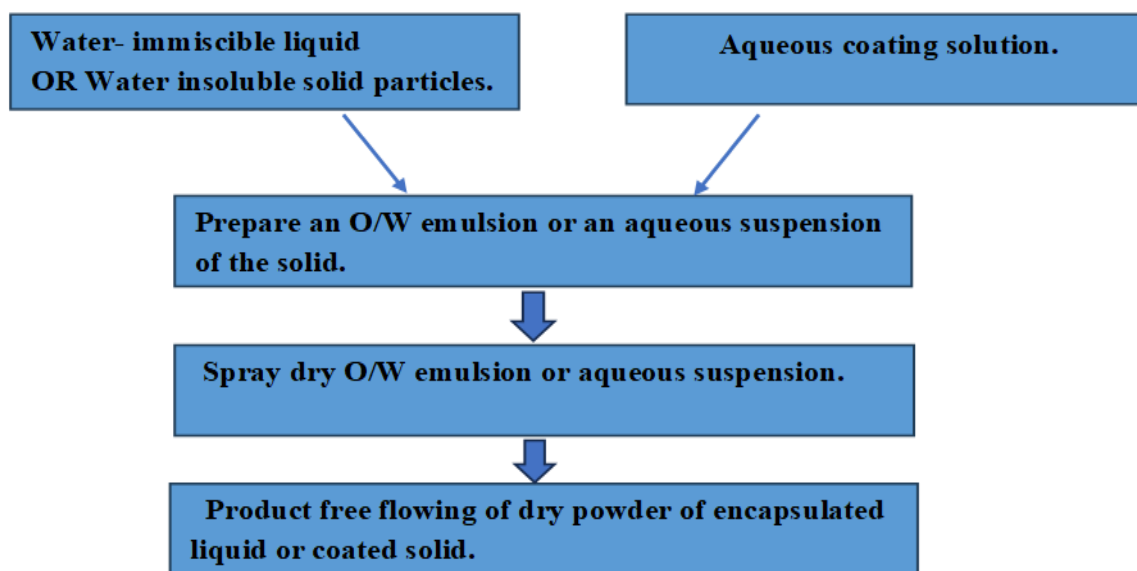 Water- immiscible liquid
OR Water insoluble solid particles.
Aqueous coating solution.
Prepare an O/W emulsion or an aqueous suspension
of the solid.
Spray dry O/W emulsion or aqueous suspension.
Product free flowing of dry powder of encapsulated
liquid or coated solid.